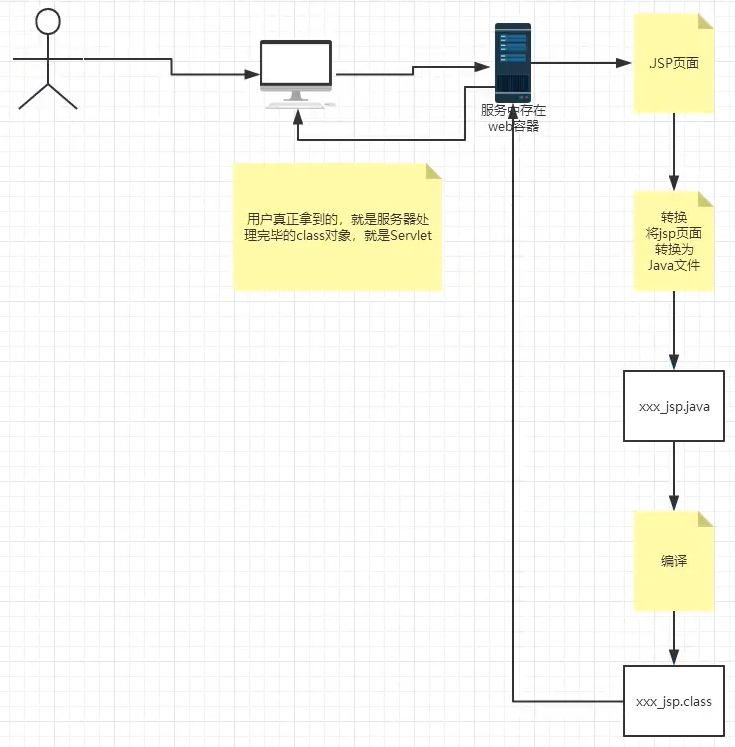 .JSP页面
服务中存在
web容器
用户真正拿到的，就是服务器处
理完毕的class对象，就是Servlet
转换
将jsp页面
转换为
Java文件
xxx_jsp.java
编译
xxx_jsp.class